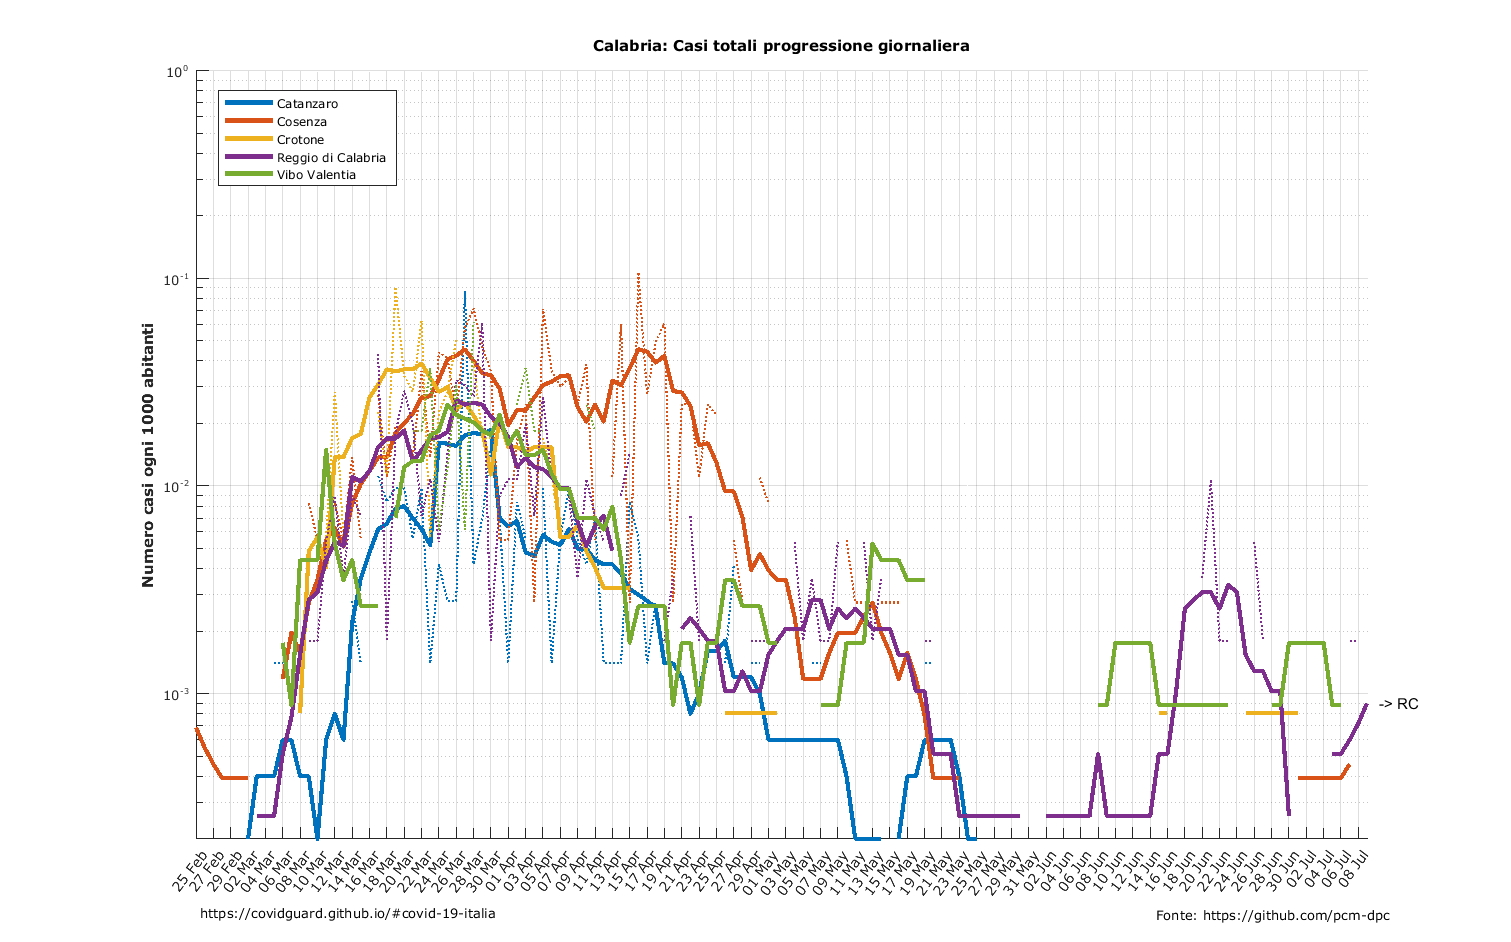 Calabria: Casi totali progressione giornaliera
Numero casi ogni 1000 abitanti
10^0
10^-1
10^-2
10^-3
Catanzaro
Cosenza
Crotone
Reggio di Calabria
Vibo Valentia
-> RC
25 Feb
27 Feb
29 Feb
02 Mar
04 Mar
06 Mar
08 Mar
10 Mar
12 Mar
14 Mar
16 Mar
18 Mar
20 Mar
22 Mar
24 Mar
26 Mar
28 Mar
30 Mar
01 Apr
03 Apr
05 Apr
07 Apr
09 Apr
11 Apr
13 Apr
15 Apr
17 Apr
19 Apr
21 Apr
23 Apr
25 Apr
27 Apr
29 Apr
01 May
03 May
05 May
07 May
09 May
11 May
13 May
15 May
17 May
19 May
21 May
23 May
25 May
27 May
29 May
31 May
02 Jun
04 Jun
06 Jun
08 Jun
10 Jun
12 Jun
14 Jun
16 Jun
18 Jun
20 Jun
22 Jun
24 Jun
26 Jun
28 Jun
30 Jun
02 Jul
04 Jul
06 Jul
08 Jul
https://covidguard.github.io/#covid-19-italia
Fonte: https://github.com/pcm-dpc